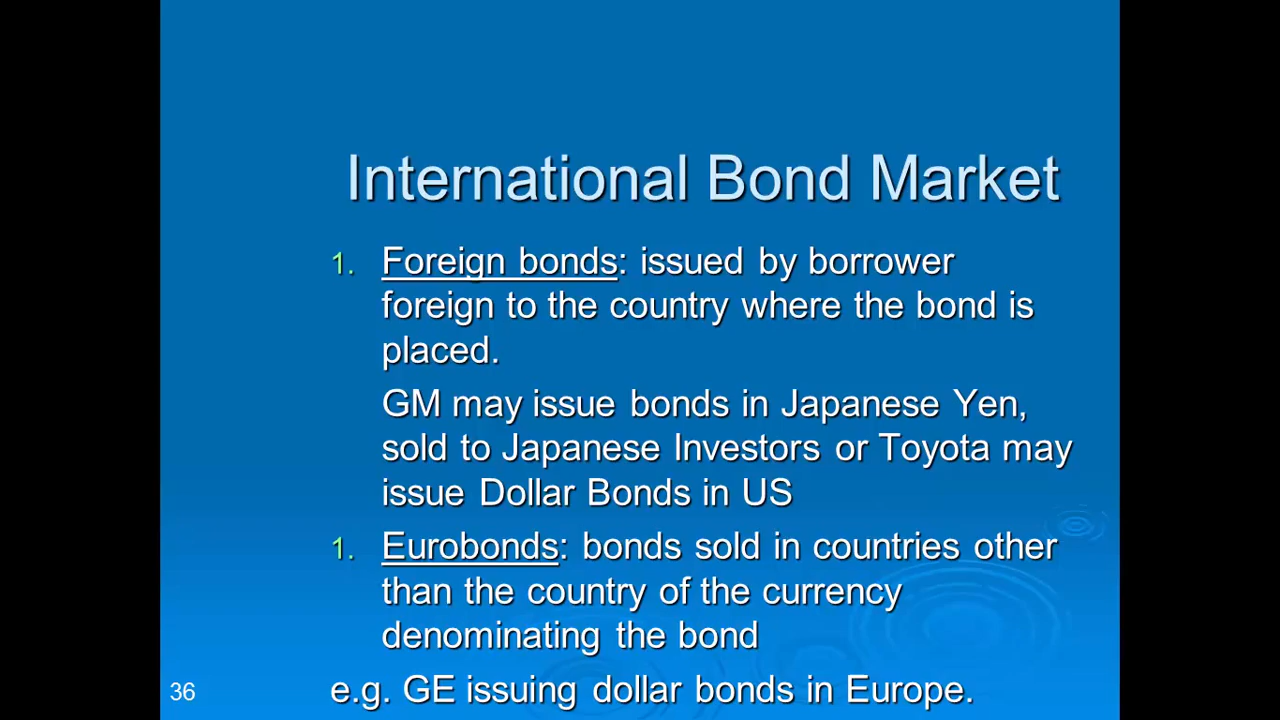 International Bond Market
1. Foreign bonds: issued by borrower
foreign to the country where the bond is
placed.
GM may issue bonds in Japanese Yen,
sold to Japanese Investors or Toyota may
issue Dollar Bonds in US
1. Eurobonds: bonds sold in countries other
than the country of the currency
denominating the bond
e.g. GE issuing dollar bonds in Europe.
36